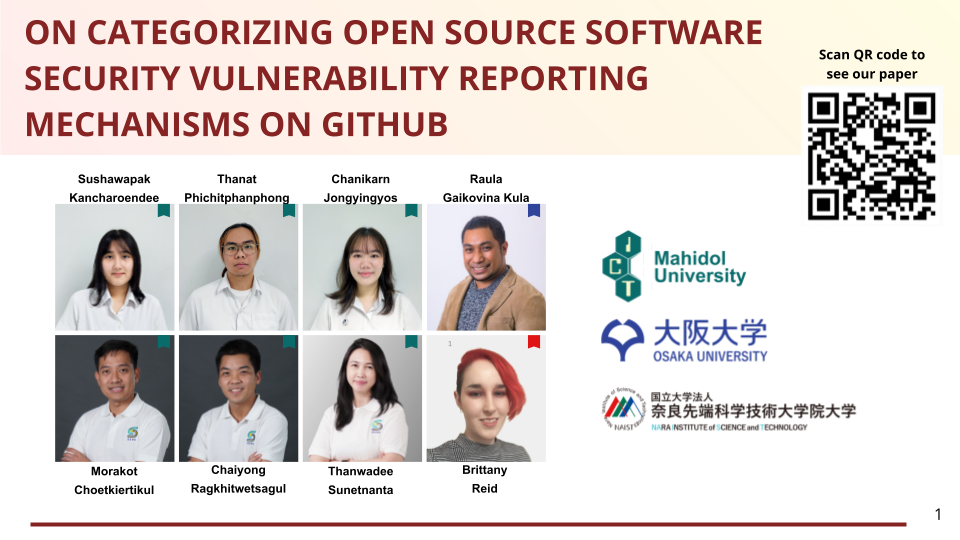 ON CATEGORIZING OPEN SOURCE SOFTWARE
SECURITY VULNERABILITY REPORTING
MECHANISMS ON GITHUB
Scan QR code to
see our paper
Sushawapak
Kancharoendee
Thanat
Phichitphanphong
Chanikarn
Jongyingyos
Raula
Gaikovina Kula
1
Morakot
Choetkiertikul
Chaiyong
Ragkhitwetsagul
Thanwadee
Sunetnanta
Brittany
Reid
ICT
Mahidol
University
大阪大学
OSAKA UNIVERSITY
NAIST
国立大学法人
奈良先端科学技術大学院大学
NARA INSTITUTE of SCIENCE and TECHNOLOGY
1